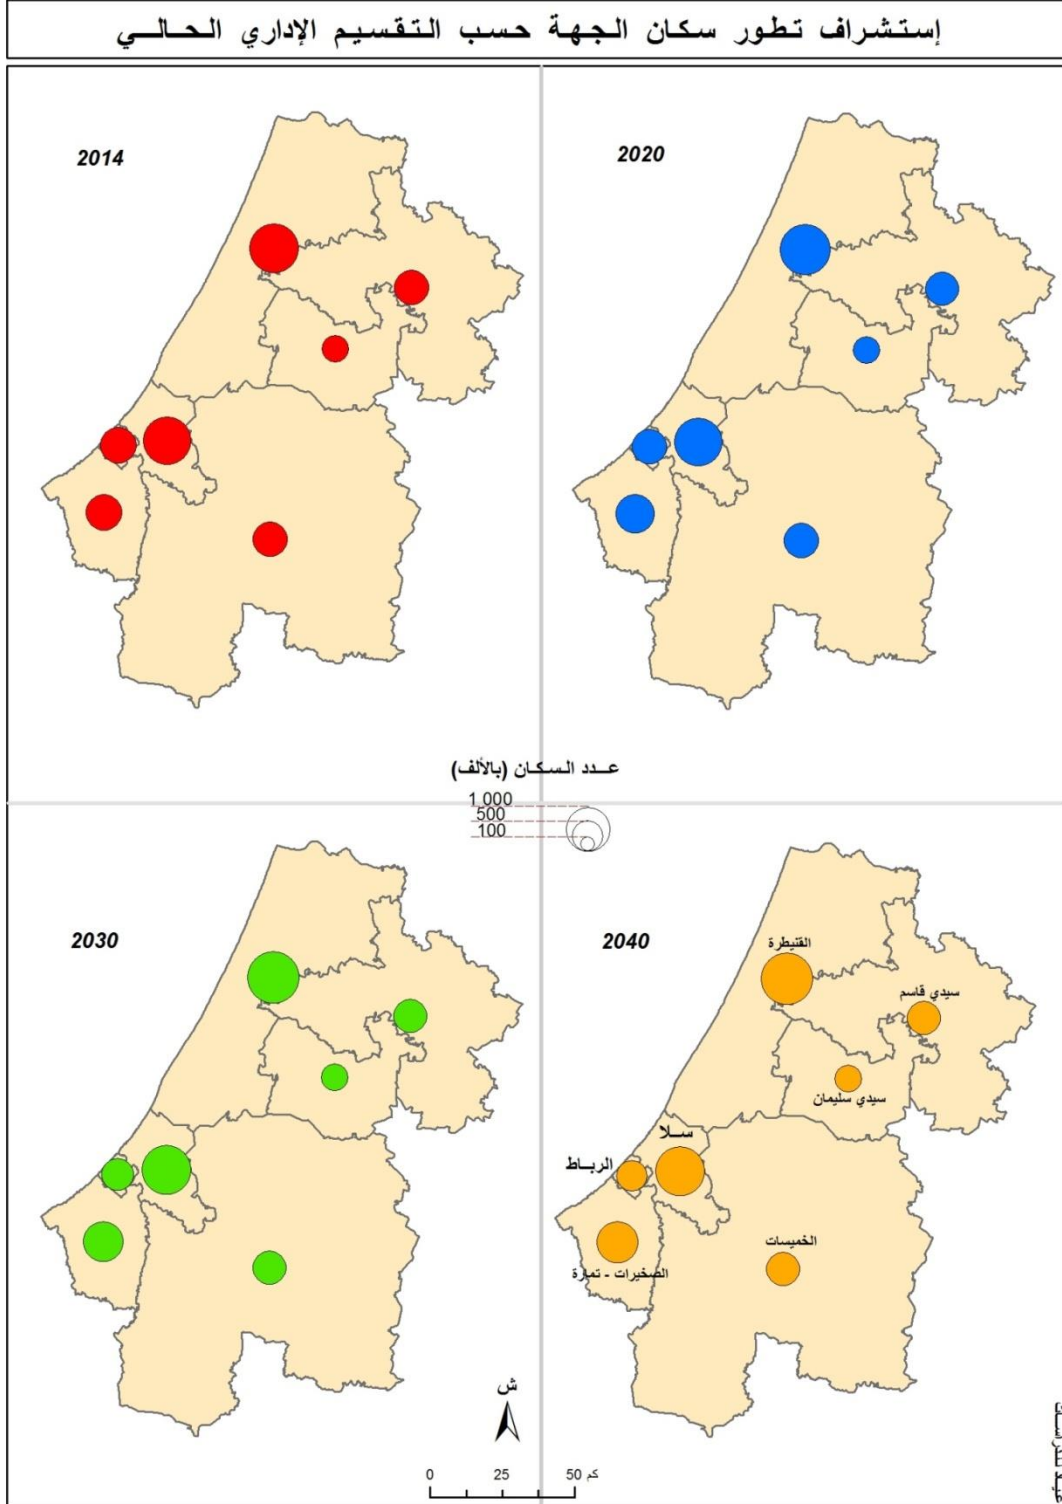 إستشراف تطور سكان الجهة حسب التقسيم الإداري الحالي
2014
2020
عدد السكان (بالألف)
1 000
500
100
2030
2040
القنيطرة
سيدي قاسم
سيدي سليمان
سلا
الرباط
الخميسات
الصخيرات - تمارة
ش
0 25 50 كم